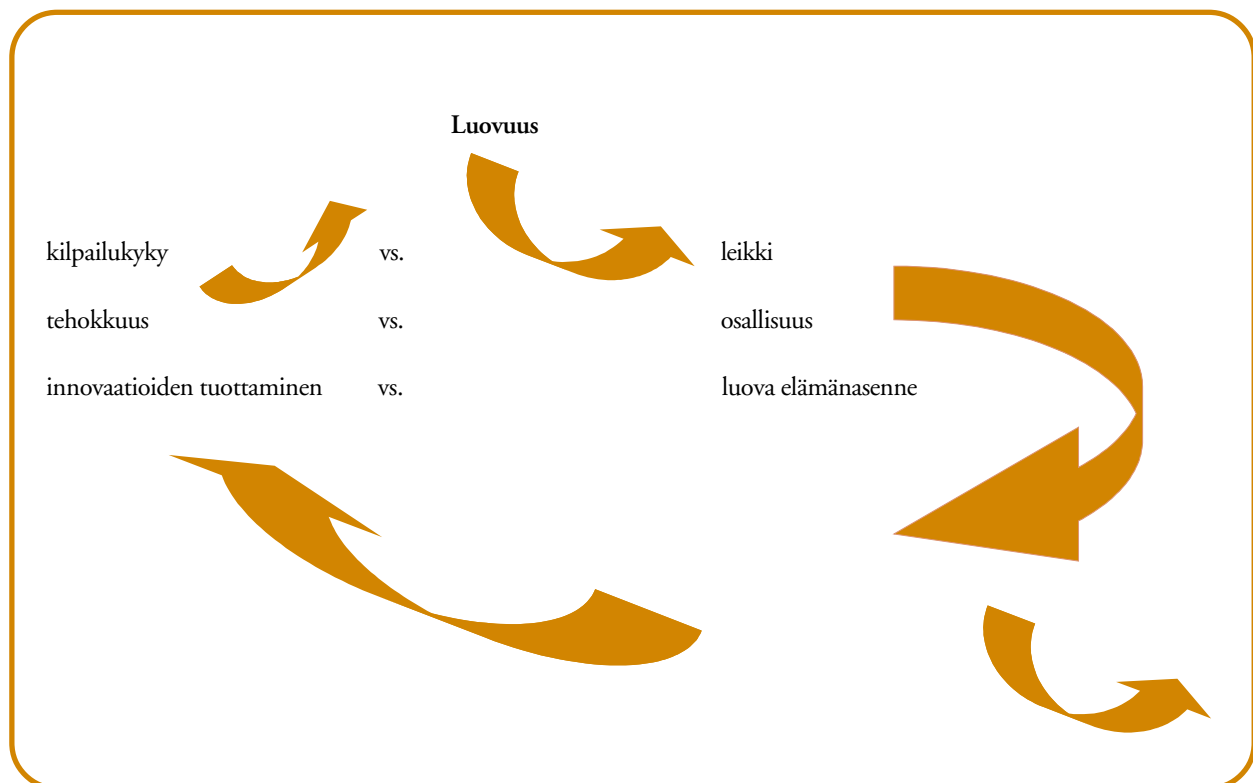 Luovuus
kilpailukyky vs. leikki
tehokkuus vs. osallisuus
innovaatioiden tuottaminen vs. luova elämänasenne